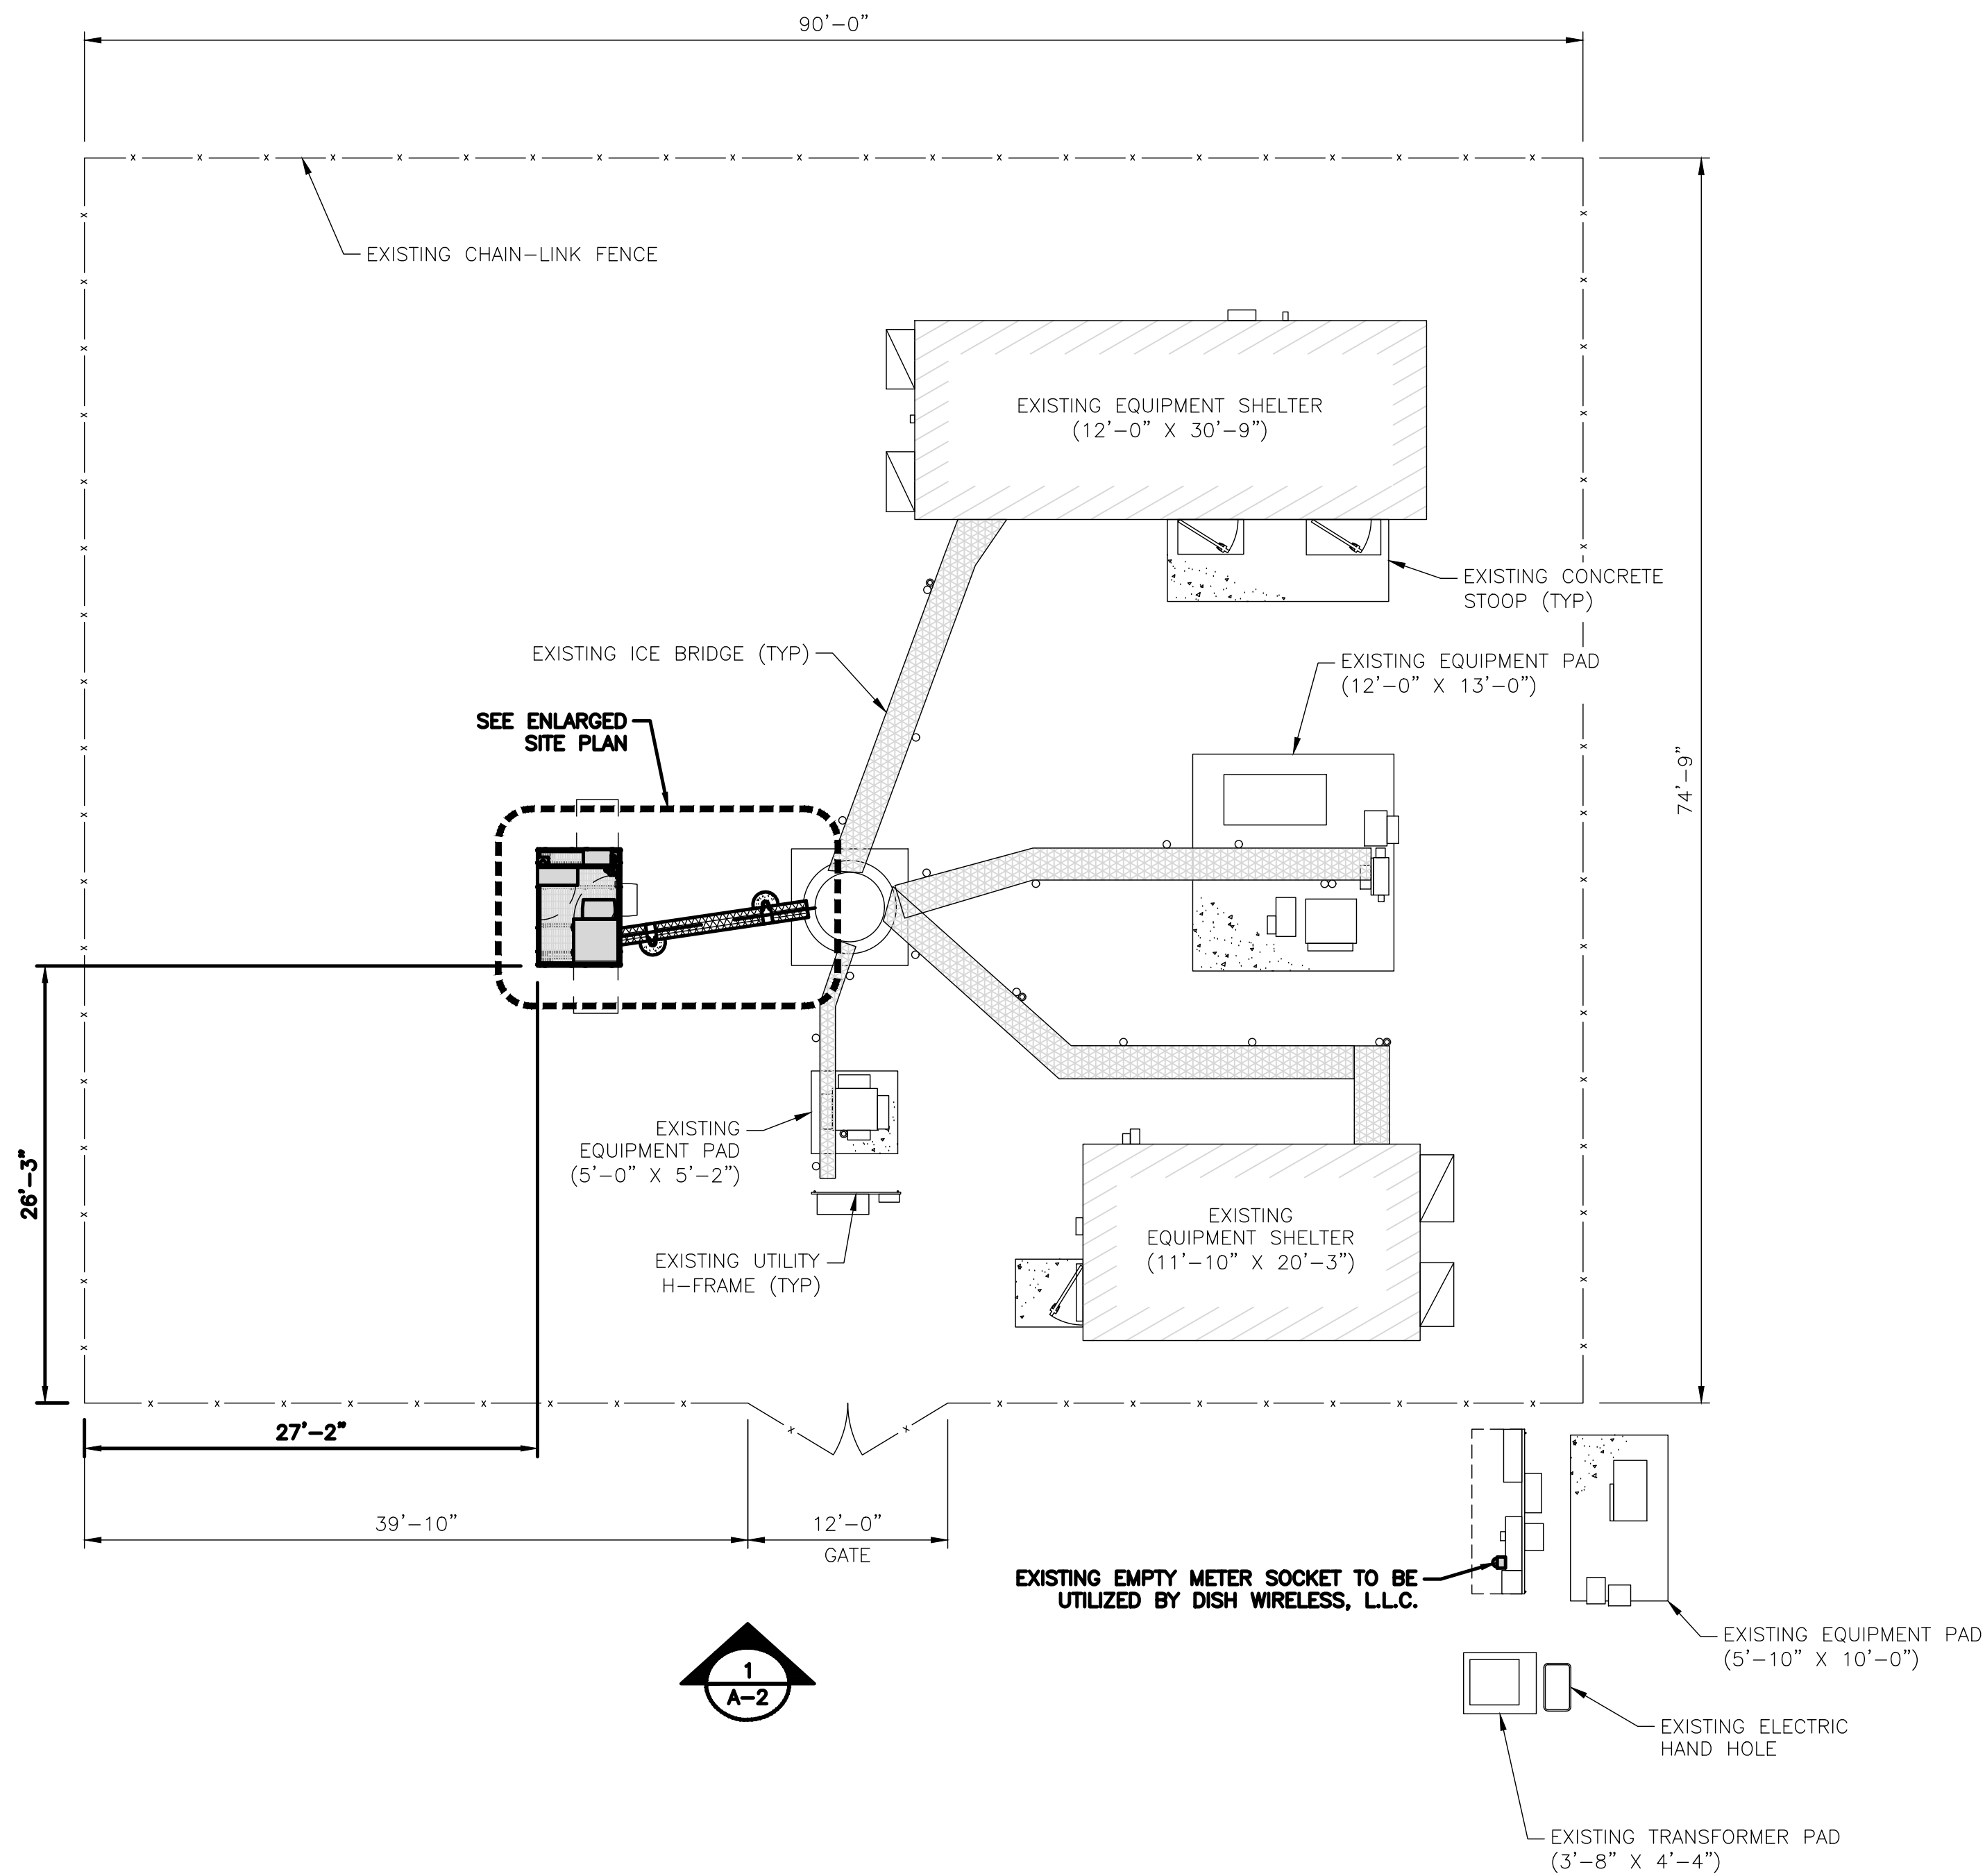 90'-0"
EXISTING CHAIN-LINK FENCE
EXISTING EQUIPMENT SHELTER
(12'-0" X 30'-9")
EXISTING CONCRETE
STOOP (TYP)
EXISTING ICE BRIDGE (TYP)
EXISTING EQUIPMENT PAD
(12'-0" X 13'-0")
SEE ENLARGED
SITE PLAN
74'-9"
EXISTING
EQUIPMENT PAD
(5'-0" X 5'-2")
26'-3"
EXISTING
EQUIPMENT SHELTER
(11'-10" X 20'-3")
EXISTING UTILITY
H-FRAME (TYP)
27'-2"
39'-10"
12'-0"
GATE
EXISTING EMPTY METER SOCKET TO BE
UTILIZED BY DISH WIRELESS, L.L.C.
EXISTING EQUIPMENT PAD
(5'-10" X 10'-0")
1
A-2
EXISTING ELECTRIC
HAND HOLE
EXISTING TRANSFORMER PAD
(3'-8" X 4'-4")